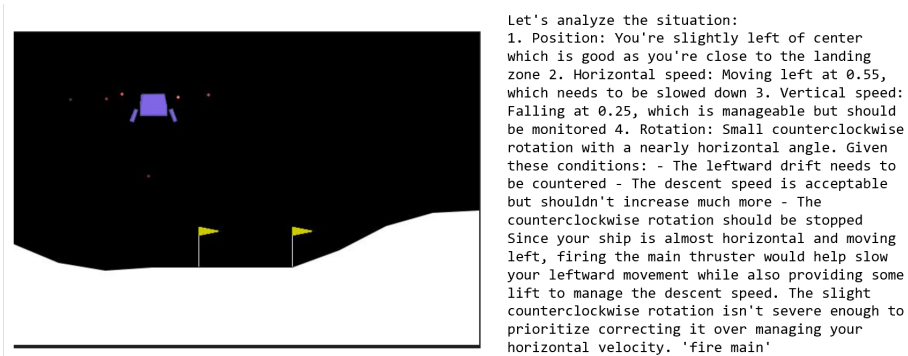 Let's analyze the situation:
1. Position: You're slightly left of center
which is good as you're close to the landing
zone 2. Horizontal speed: Moving left at 0.55,
which needs to be slowed down 3. Vertical speed:
Falling at 0.25, which is manageable but should
be monitored 4. Rotation: Small counterclockwise
rotation with a nearly horizontal angle. Given
these conditions: - The leftward drift needs to
be countered - The descent speed is acceptable
but shouldn't increase much more - The
counterclockwise rotation should be stopped
Since your ship is almost horizontal and moving
left, firing the main thruster would help slow
your leftward movement while also providing some
lift to manage the descent speed. The slight
counterclockwise rotation isn't severe enough to
prioritize correcting it over managing your
horizontal velocity. 'fire main'